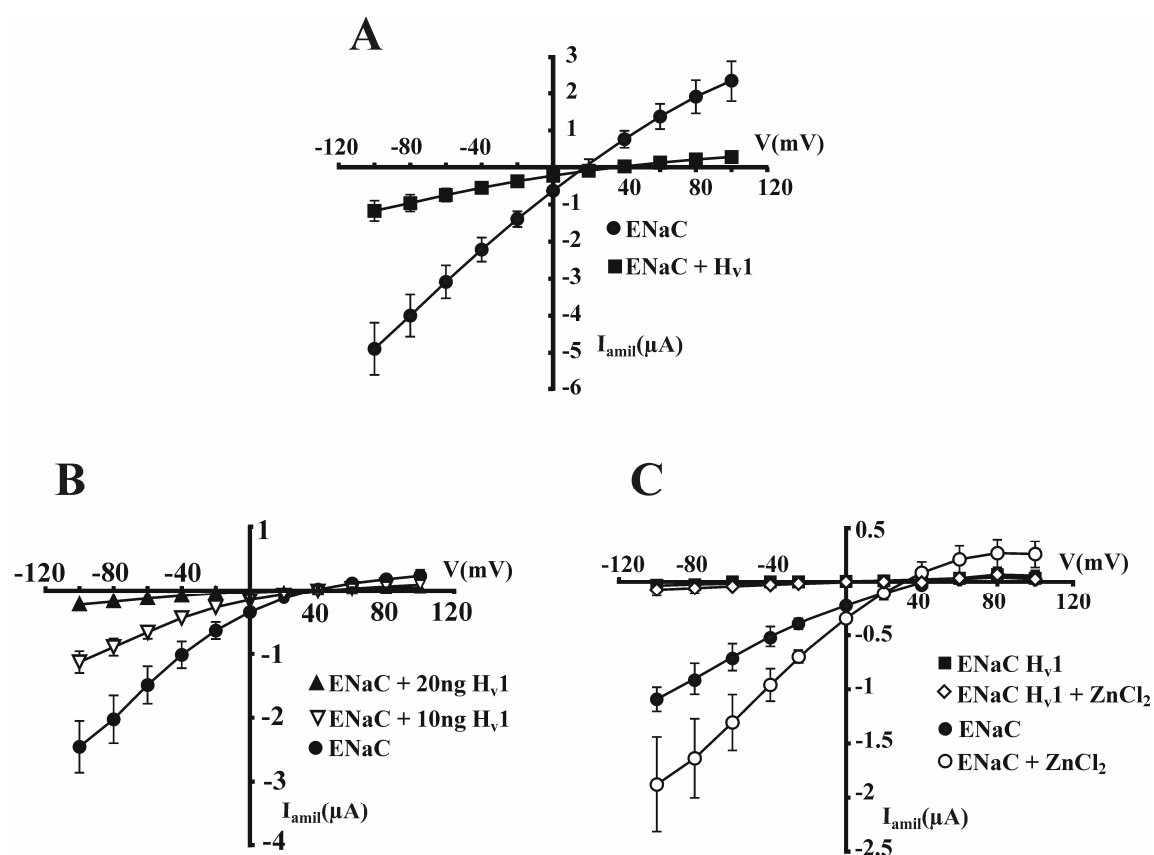 A
3
2
1
-120 -80 -40 V(mV)
40 80 120
-1
ENaC
-2
ENaC + Hv1
-3
-4
Iamil(µA)
-5
-6
B
1
-120 -80 -40 V(mV)
40 80 120
-1
ENaC + 20ng Hv1
-2
ENaC + 10ng Hv1
ENaC
-3
Iamil(µA)
-4
C
0.5
-120 -80 -40 V(mV)
40 80 120
-0.5
ENaC Hv1
-1
ENaC Hv1 + ZnCl2
ENaC
-1.5
ENaC + ZnCl2
-2
Iamil(µA)
-2.5